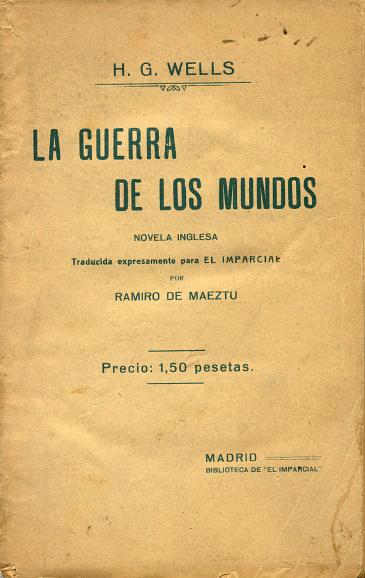 H. G. WELLS
LA GUERRA
DE LOS MUNDOS
NOVELA INGLESA
Traducida expresamente para EL IMPARCIAL
POR
RAMIRO DE MAEZTU
Precio: 1,50 pesetas.
MADRID
BIBLIOTECA DE "EL IMPARCIAL"